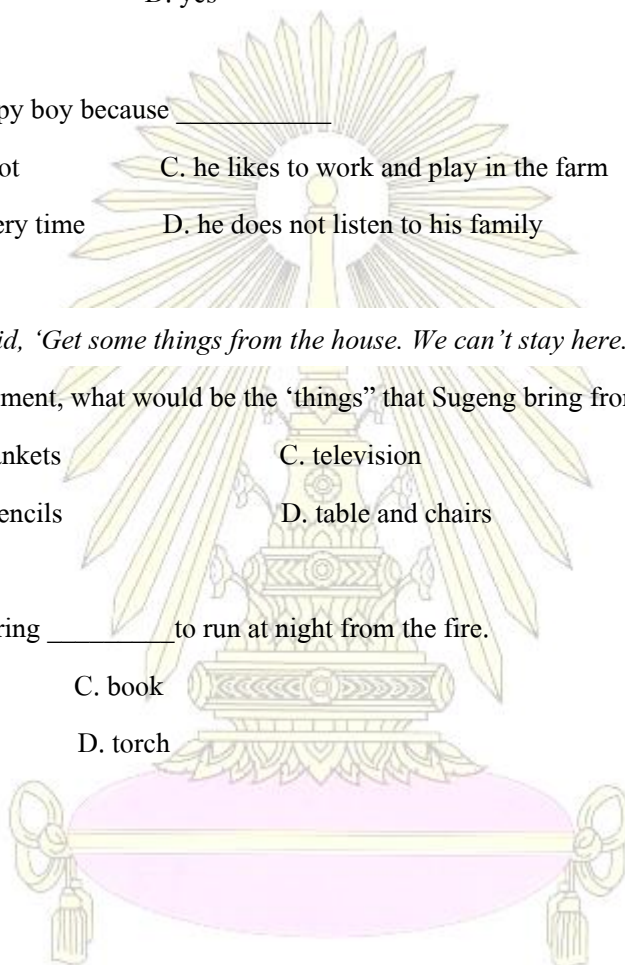 D. yes
py boy because ___________
ot C. he likes to work and play in the farm
ery time D. he does not listen to his family
id, ‘Get some things from the house. We can’t stay here.
ment, what would be the ‘things” that Sugeng bring fro
nkets C. television
encils D. table and chairs
ring _________to run at night from the fire.
C. book
D. torch